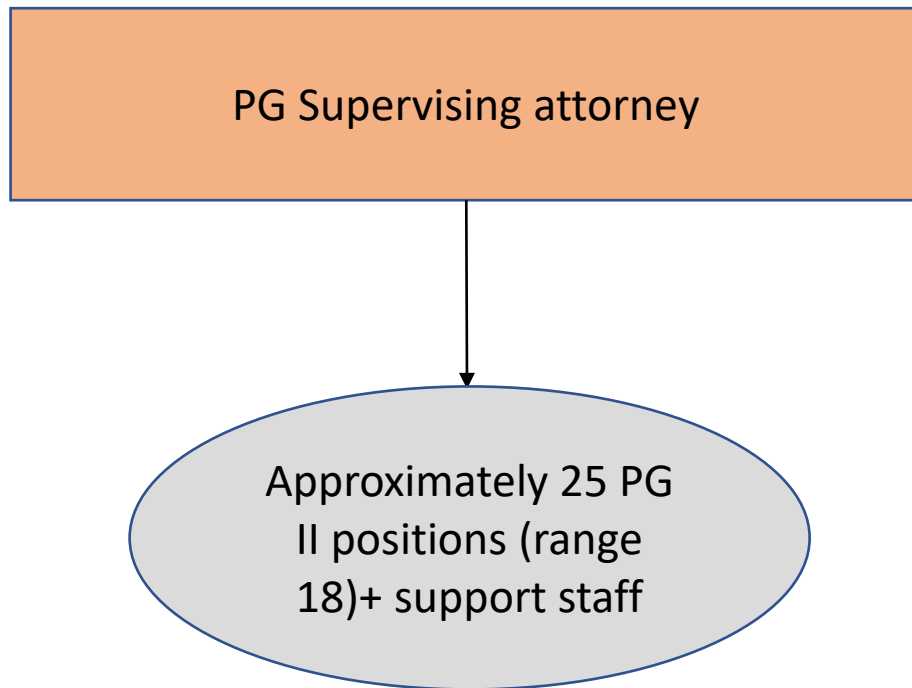 PG Supervising attorney
Approximately 25 PG
II positions (range
18)+ support staff